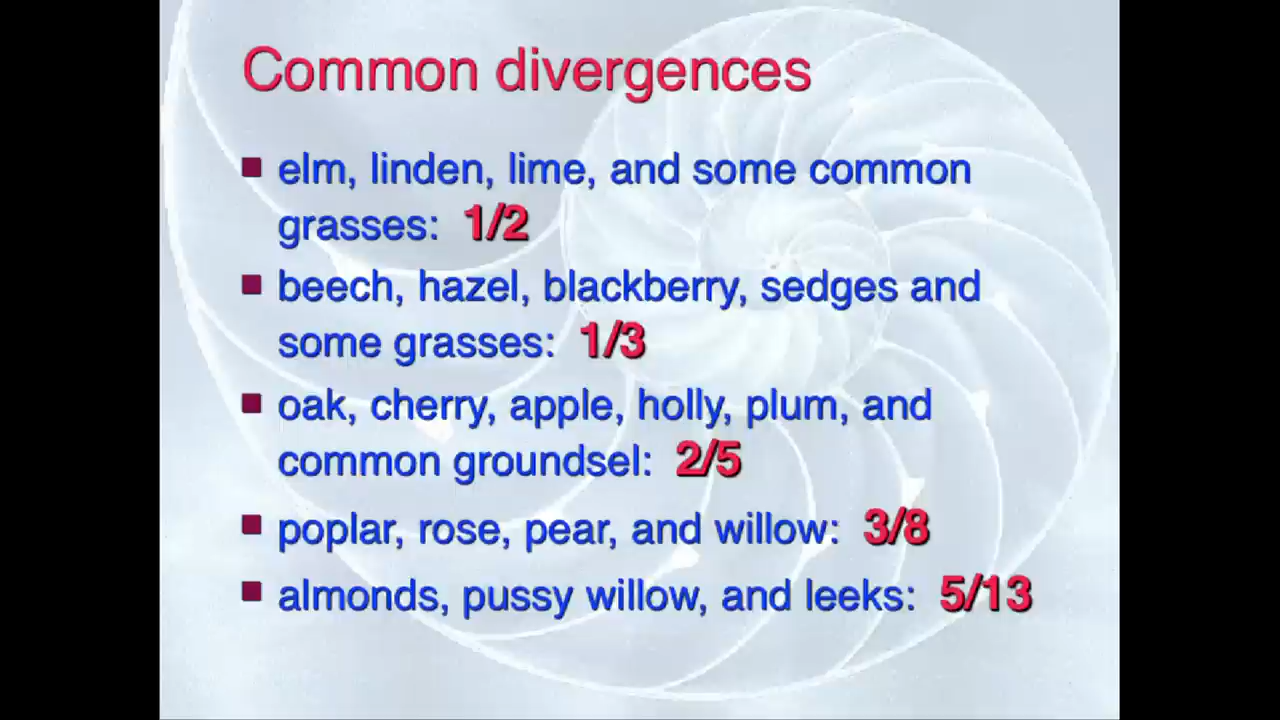 Common divergences
elm, linden, lime, and some common
grasses: 1/2
beech, hazel, blackberry, sedges and
some grasses: 1/3
oak, cherry, apple, holly, plum, and
common groundsel: 2/5
poplar, rose, pear, and willow: 3/8
almonds, pussy willow, and leeks: 5/13